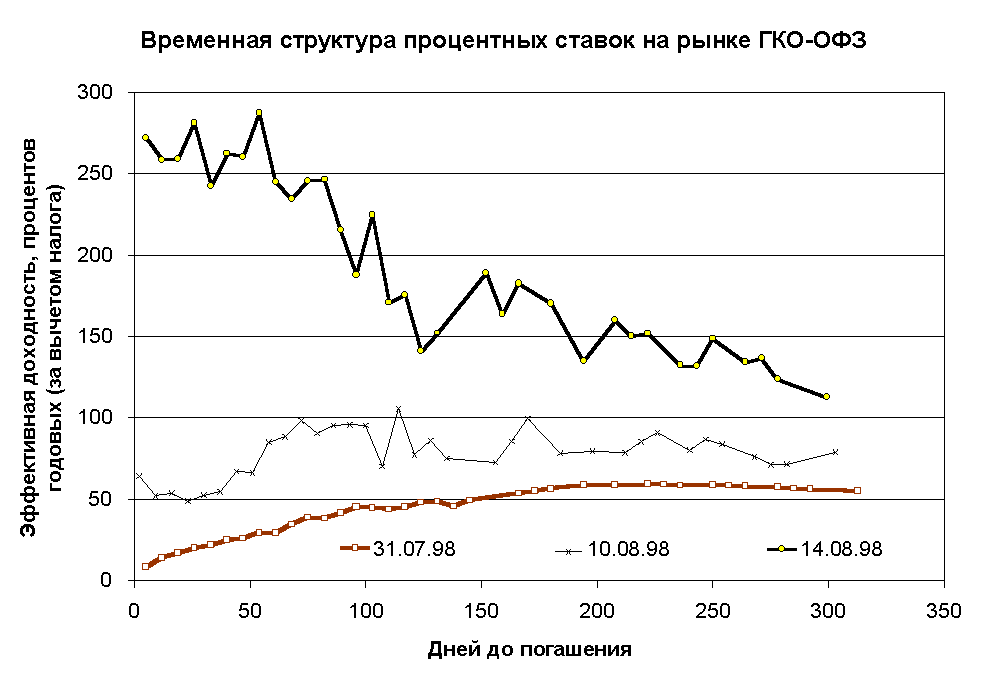 Временная структура процентных ставок на рынке ГКО-ОФЗ
Эффективная доходность, процентов
годовых (за вычетом налога)
300
250
200
150
100
50
0
31.07.98 10.08.98 14.08.98
0 50 100 150 200 250 300 350
Дней до погашения